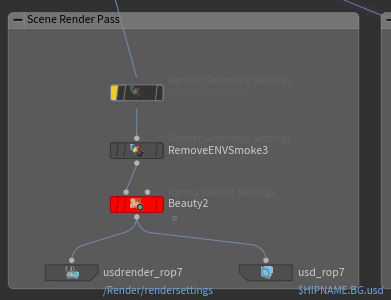 Scene Render Pass
Render Geometry Settings
Render Geometry Settings
RemoveENVSmoke3
Karma Render Settings
Beauty2
usdrender_rop7
usd_rop7
/Render/rendersettings
$HIPNAME.BG.usd